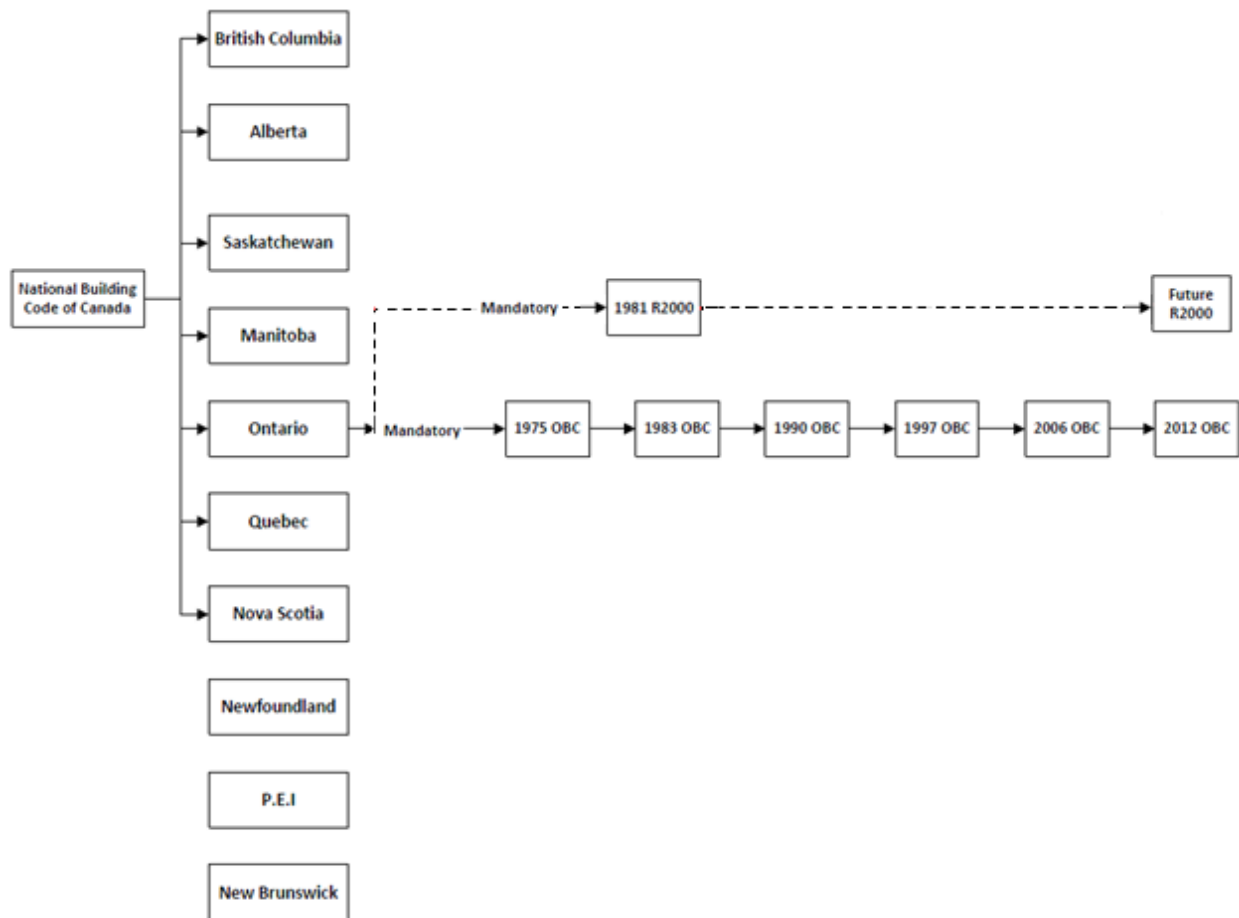 British Columbia
Alberta
Saskatchewan
National Building
Code of Canada
Mandatory
1981 R2000
Future
R2000
Manitoba
Ontario
Mandatory
1975 OBC
1983 OBC
1990 OBC
1997 OBC
2006 OBC
2012 OBC
Quebec
Nova Scotia
Newfoundland
P.E.I
New Brunswick